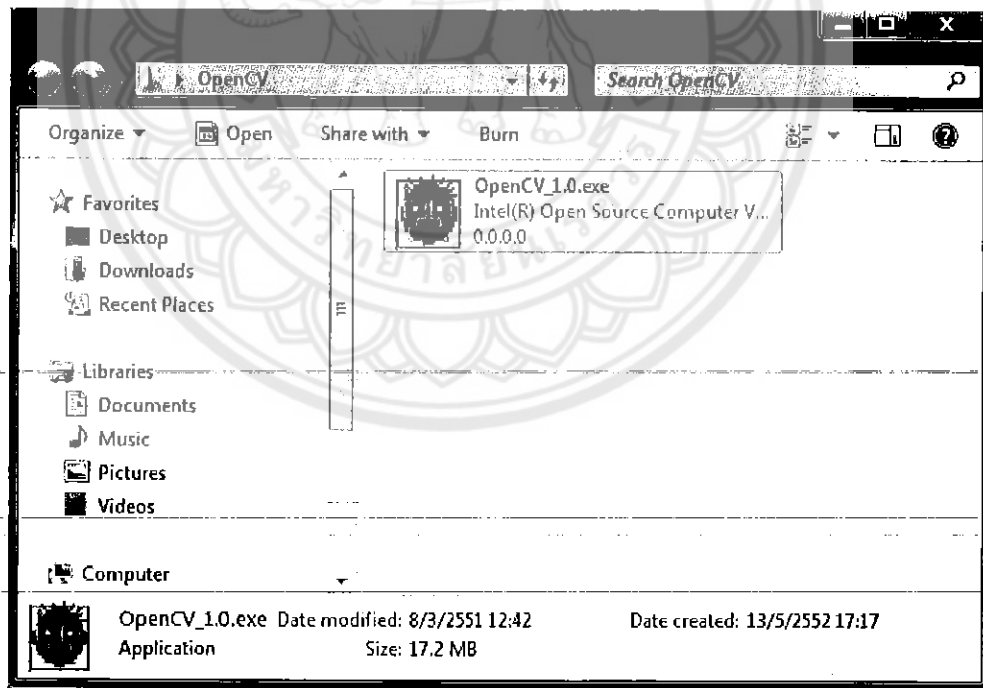 OpenCV
Search OpenCV
Organize Open Share with Burn
Favorites
Desktop
Downloads
Recent Places
Libraries
Documents
Music
Pictures
Videos
Computer
OpenCV_1.0.exe
Intel(R) Open Source Computer V...
0.0.0.0
OpenCV_1.0.exe Date modified: 8/3/2551 12:42 Date created: 13/5/2552 17:17
Application Size: 17.2 MB